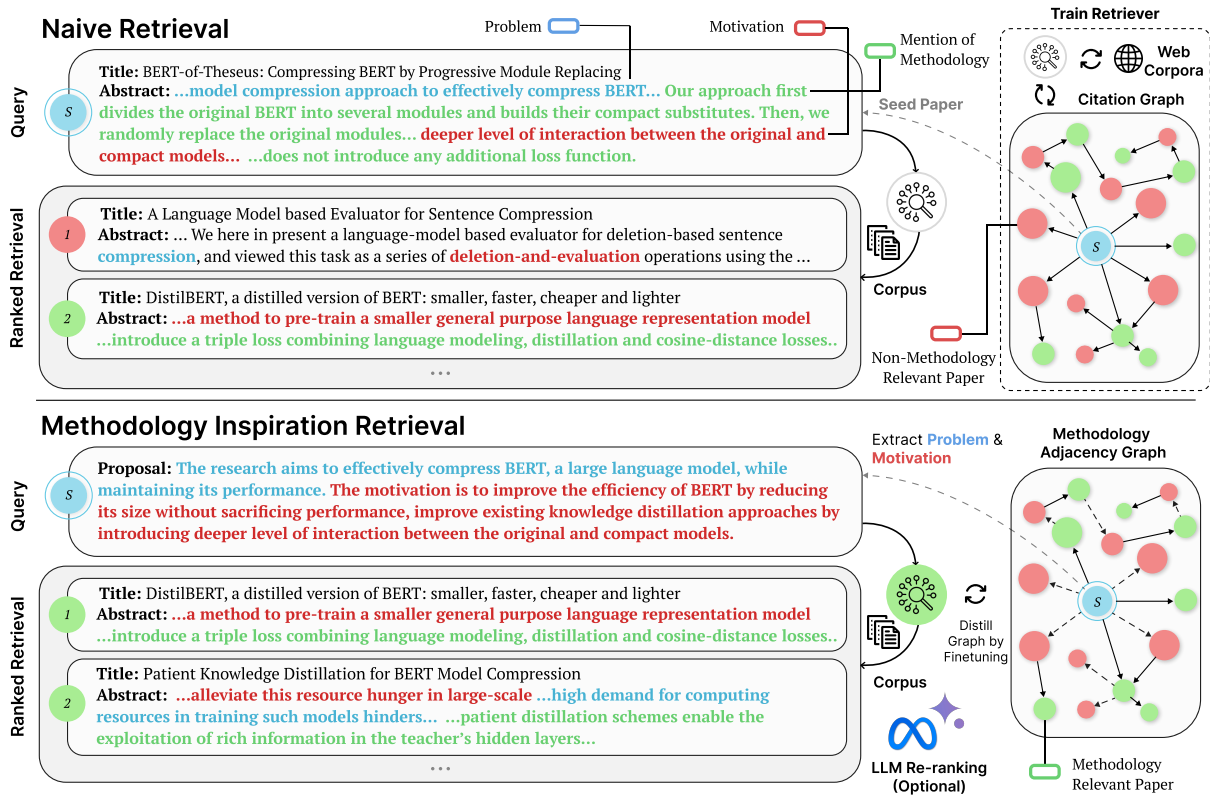 Naive Retrieval
Problem
Motivation
Mention of
Methodology
Train Retriever
Web
Corpora
Citation Graph
Seed Paper
Query
S
Title: BERT-of-Theseus: Compressing BERT by Progressive Module Replacing
Abstract: ...model compression approach to effectively compress BERT... Our approach first
divides the original BERT into several modules and builds their compact substitutes. Then, we
randomly replace the original modules... deeper level of interaction between the original and
compact models... ...does not introduce any additional loss function.
S
Ranked Retrieval
1
Title: A Language Model based Evaluator for Sentence Compression
Abstract: ... We here in present a language-model based evaluator for deletion-based sentence
compression, and viewed this task as a series of deletion-and-evaluation operations using the ...
2
Title: DistilBERT, a distilled version of BERT: smaller, faster, cheaper and lighter
Abstract: ...a method to pre-train a smaller general purpose language representation model
...introduce a triple loss combining language modeling, distillation and cosine-distance losses..
...
Corpus
Non-Methodology
Relevant Paper
Methodology Inspiration Retrieval
Extract Problem &
Motivation
Methodology
Adjacency Graph
Query
S
Proposal: The research aims to effectively compress BERT, a large language model, while
maintaining its performance. The motivation is to improve the efficiency of BERT by reducing
its size without sacrificing performance, improve existing knowledge distillation approaches by
introducing deeper level of interaction between the original and compact models.
Ranked Retrieval
1
Title: DistilBERT, a distilled version of BERT: smaller, faster, cheaper and lighter
Abstract: ...a method to pre-train a smaller general purpose language representation model
...introduce a triple loss combining language modeling, distillation and cosine-distance losses..
2
Title: Patient Knowledge Distillation for BERT Model Compression
Abstract: ...alleviate this resource hunger in large-scale ...high demand for computing
resources in training such models hinders... ...patient distillation schemes enable the
exploitation of rich information in the teacher's hidden layers...
...
S
Distill
Graph by
Finetuning
Corpus
LLM Re-ranking
(Optional)
Methodology
Relevant Paper